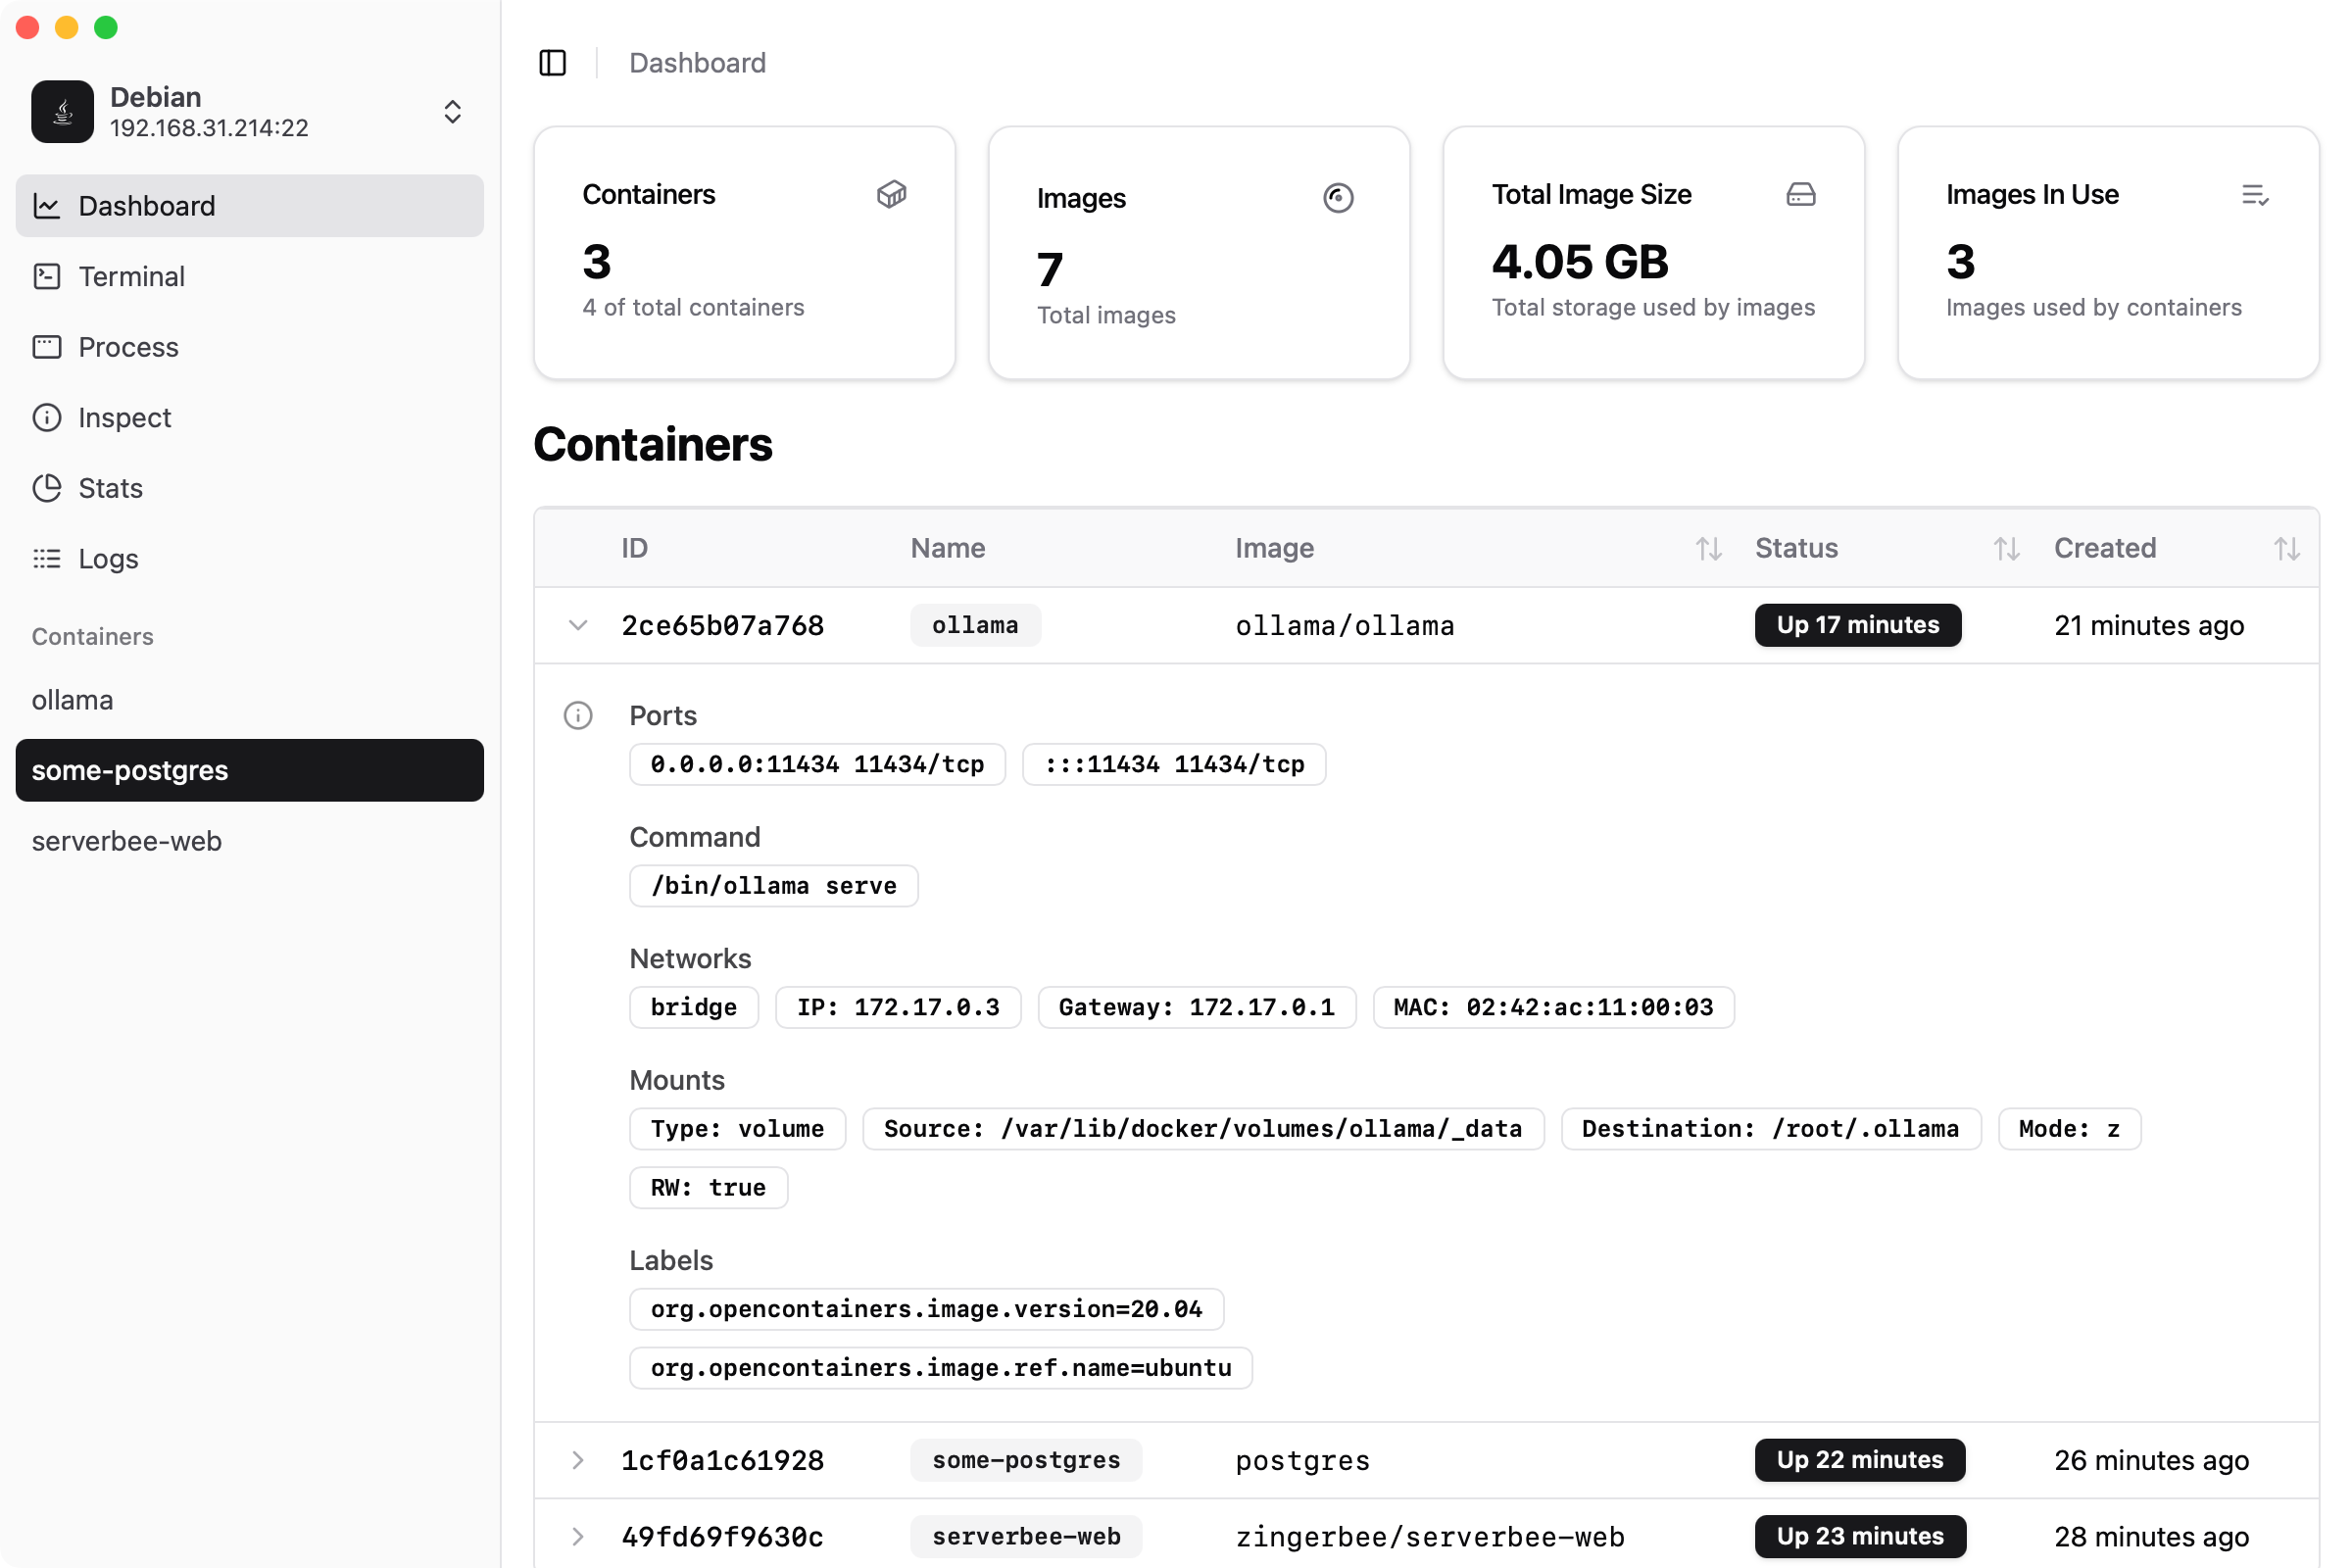 Debian
192.168.31.214:22
Dashboard
Terminal
Process
Inspect
Stats
Logs
Containers
ollama
some-postgres
serverbee-web
Dashboard
Containers
3
4 of total containers
Images
7
Total images
Total Image Size
4.05 GB
Total storage used by images
Images In Use
3
Images used by containers
Containers
ID Name Image Status Created
2ce65b07a768 ollama ollama/ollama Up 17 minutes 21 minutes ago
Ports
0.0.0.0:11434 11434/tcp :::11434 11434/tcp
Command
/bin/ollama serve
Networks
bridge IP: 172.17.0.3 Gateway: 172.17.0.1 MAC: 02:42:ac:11:00:03
Mounts
Type: volume Source: /var/lib/docker/volumes/ollama/_data Destination: /root/.ollama Mode: z
RW: true
Labels
org.opencontainers.image.version=20.04
org.opencontainers.image.ref.name=ubuntu
1cf0a1c61928 some-postgres postgres Up 22 minutes 26 minutes ago
49fd69f9630c serverbee-web zingerbee/serverbee-web Up 23 minutes 28 minutes ago